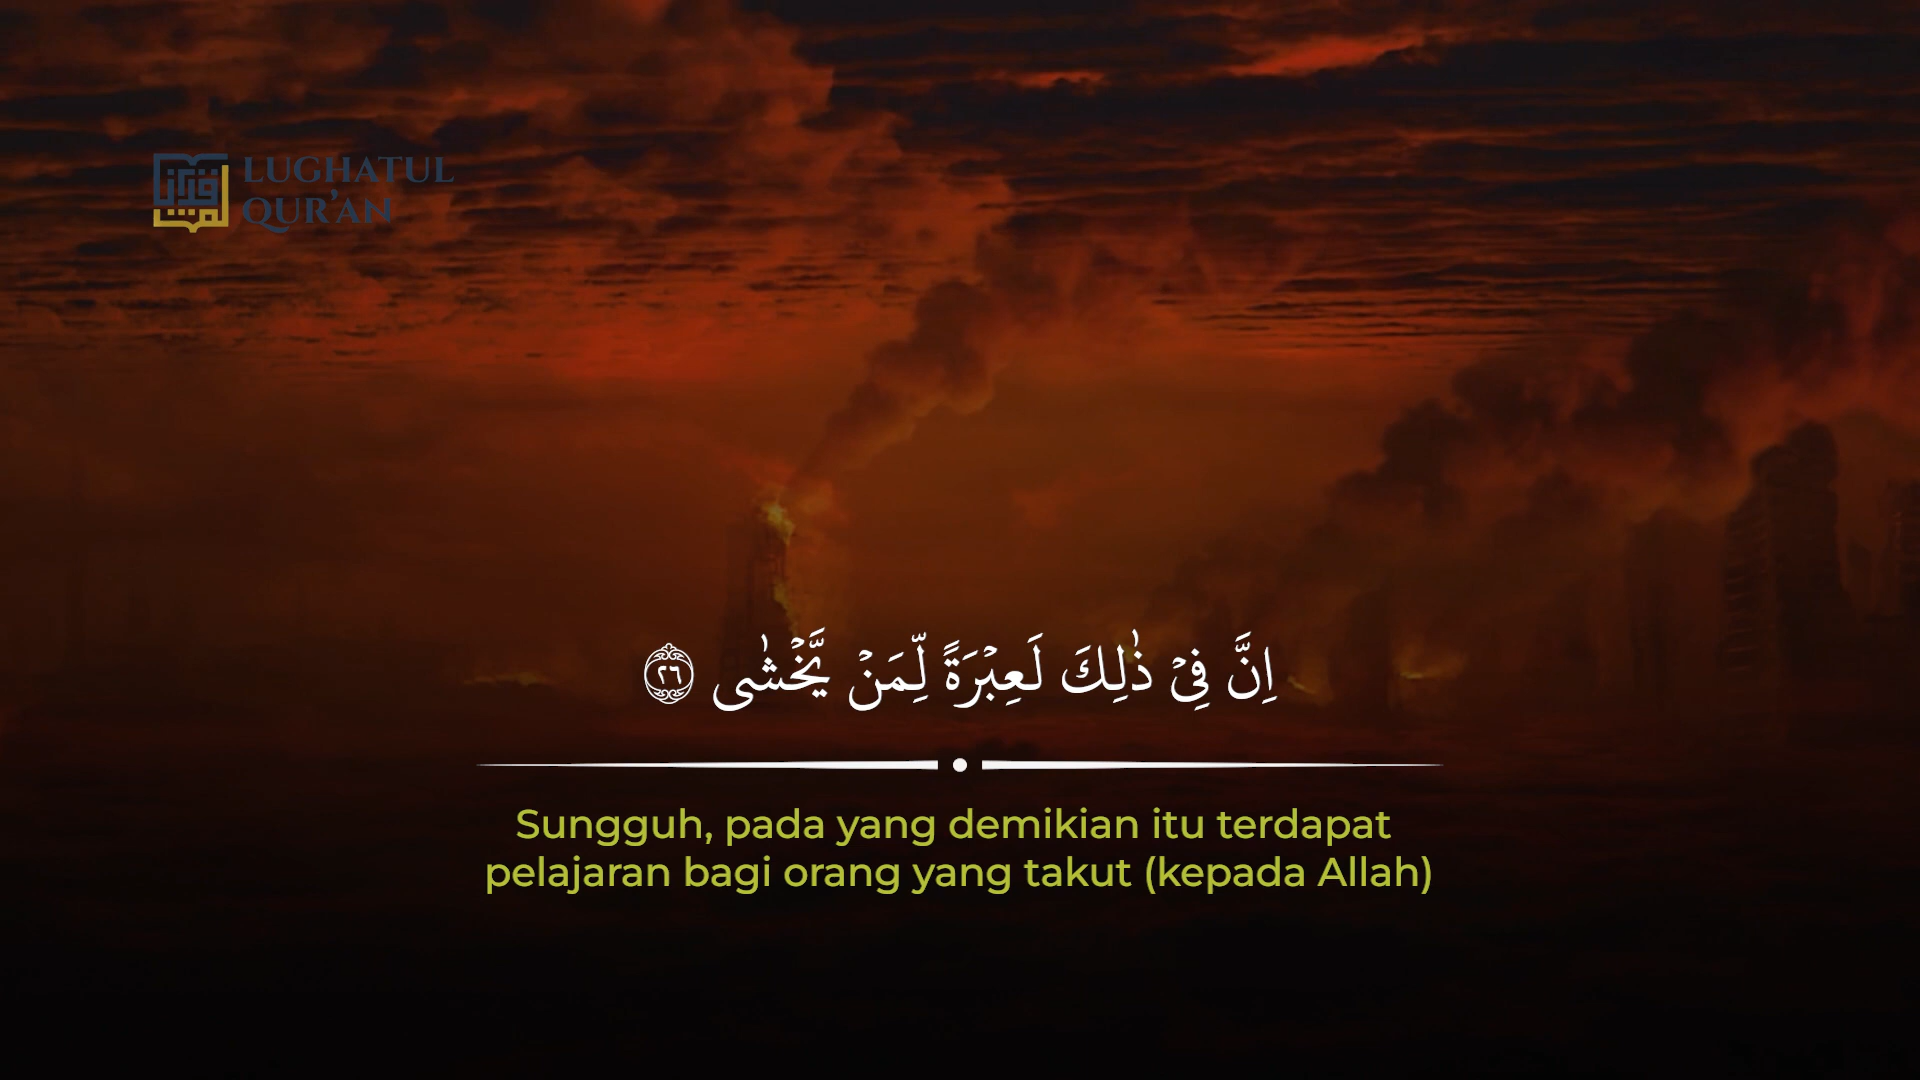 LUGHATUL
QUR'AN
اِنَّ فِيْ ذٰلِكَ لَعِبْرَةً لِّمَنْ يَّخْشٰى ۝٢٦
Sungguh, pada yang demikian itu terdapat
pelajaran bagi orang yang takut (kepada Allah)